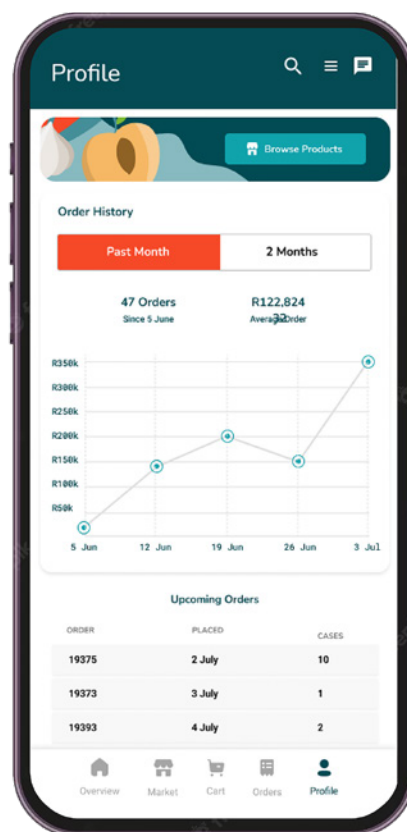 Profile
Browse Products
Order History
Past Month 2 Months
47 Orders R122,824
Since 5 June Average Order
R350k
R300k
R250k
R200k
R150k
R100k
R50k
5 Jun 12 Jun 19 Jun 26 Jun 3 Jul
Upcoming Orders
ORDER PLACED CASES
19375 2 July 10
19373 3 July 1
19393 4 July 2
Overview Market Cart Orders Profile